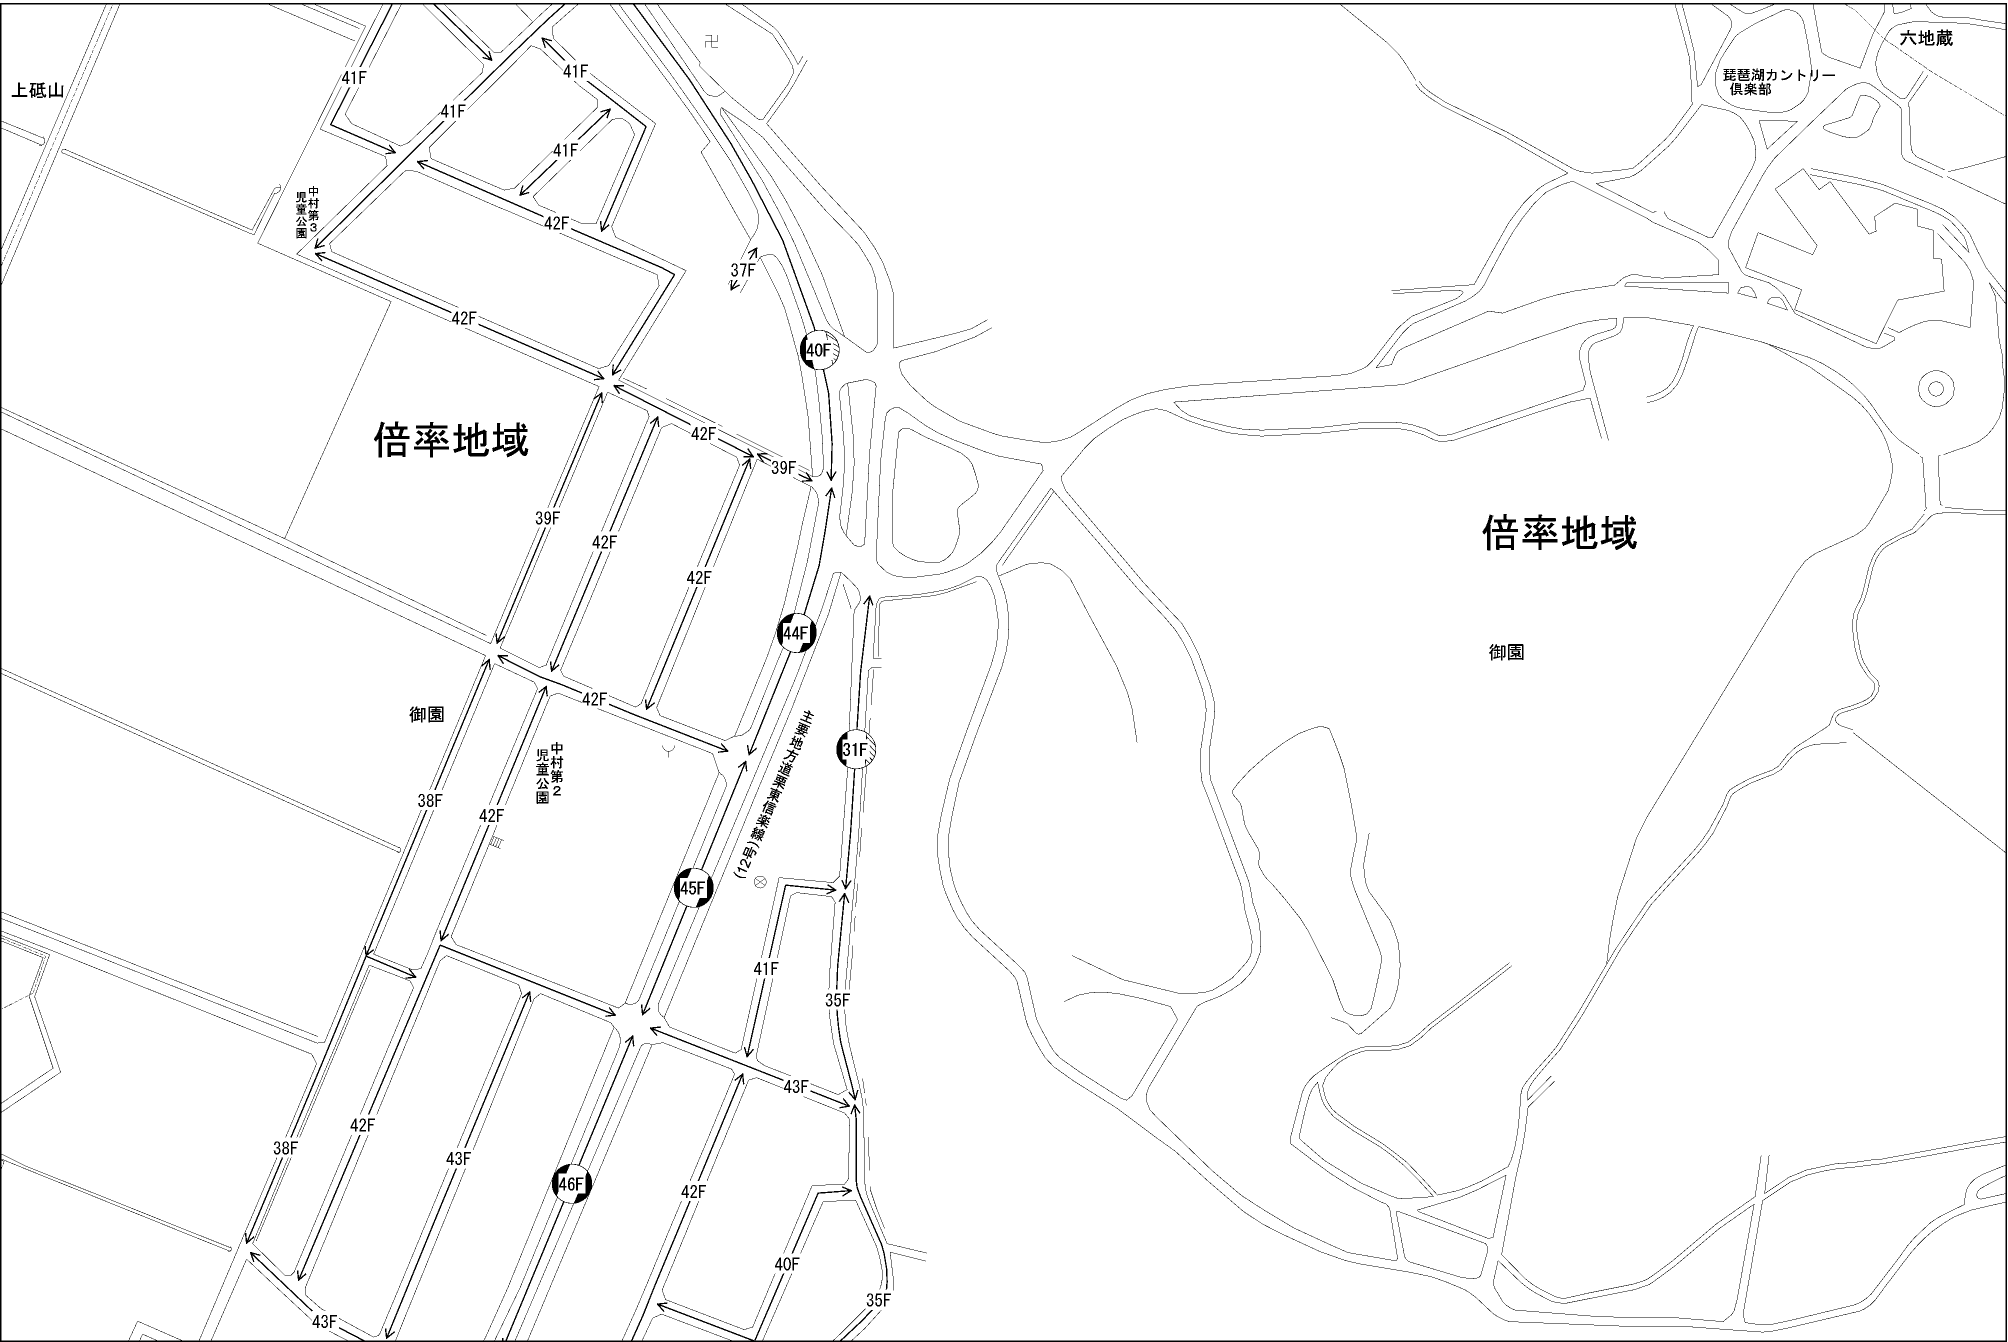 六地蔵
琵琶湖カントリー
倶楽部
41F
41F
上砥山
41F
41F
中村第3
児童公園
42F
37F
42F
40F
倍率地域
42F
39F
39F
倍率地域
42F
42F
44F
御園
42F
御園
主要地方道栗東信楽線
(12号)
31F
中村第2
児童公園
38F
42F
45F
41F
35F
43F
42F
38F
43F
46F
42F
40F
35F
43F